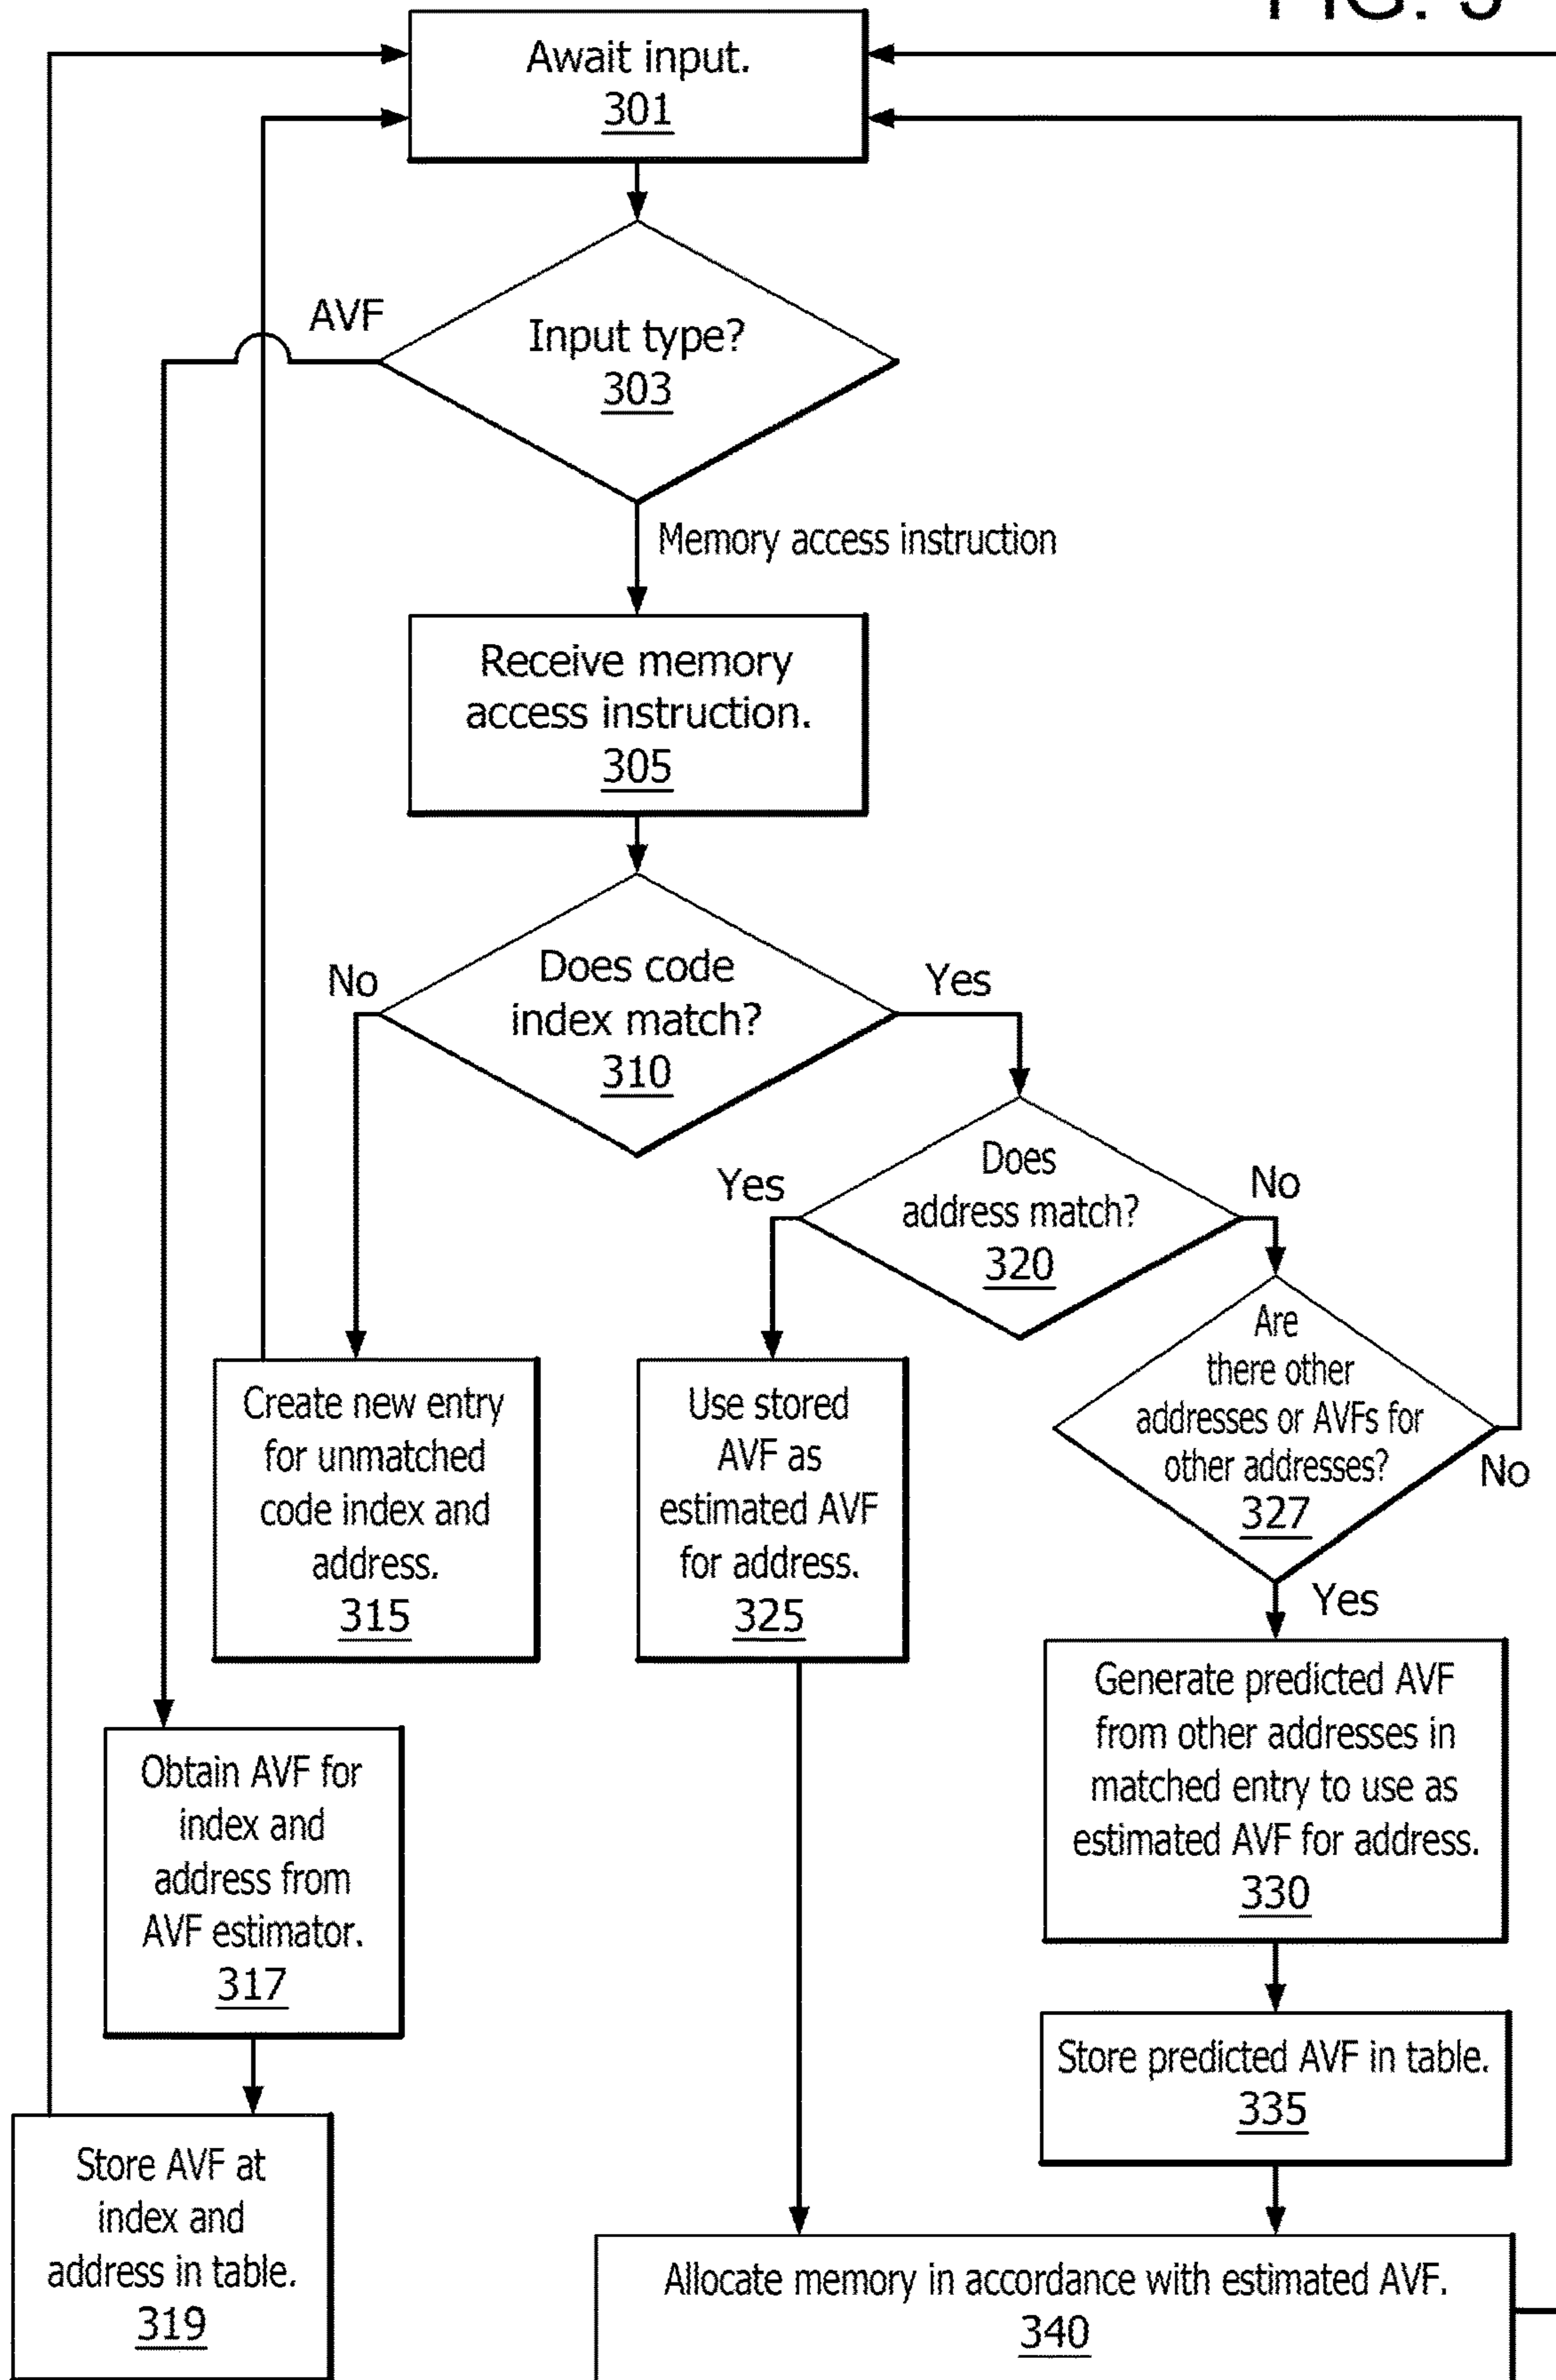 FIG. 3
Await input.
301
AVF
Input type?
303
Memory access instruction
Receive memory
access instruction.
305
No
Does code
index match?
310
Yes
Yes
Does
address match?
320
No
Are
there other
addresses or AVFs for
other addresses?
327
No
Create new entry
for unmatched
code index and
address.
315
Use stored
AVF as
estimated AVF
for address.
325
Yes
Generate predicted AVF
from other addresses in
matched entry to use as
estimated AVF for address.
330
Obtain AVF for
index and
address from
AVF estimator.
317
Store predicted AVF in table.
335
Store AVF at
index and
address in table.
319
Allocate memory in accordance with estimated AVF.
340